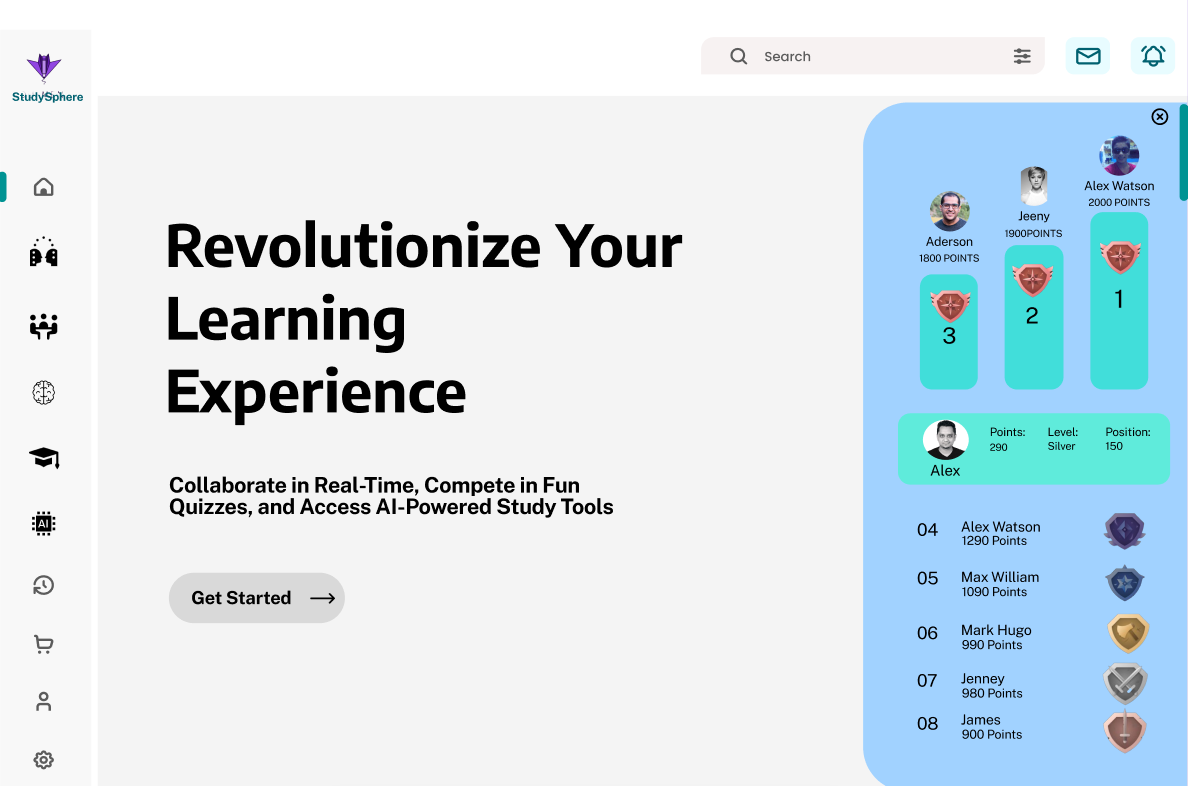 StudySphere
Search
Revolutionize Your
Learning
Experience
Collaborate in Real-Time, Compete in Fun
Quizzes, and Access AI-Powered Study Tools
Get Started
AI
Alex Watson
2000 POINTS
Jeeny
1900POINTS
Aderson
1800 POINTS
1
2
3
Alex
Points:
290
Level:
Silver
Position:
150
04
Alex Watson
1290 Points
05
Max William
1090 Points
06
Mark Hugo
990 Points
07
Jenney
980 Points
08
James
900 Points